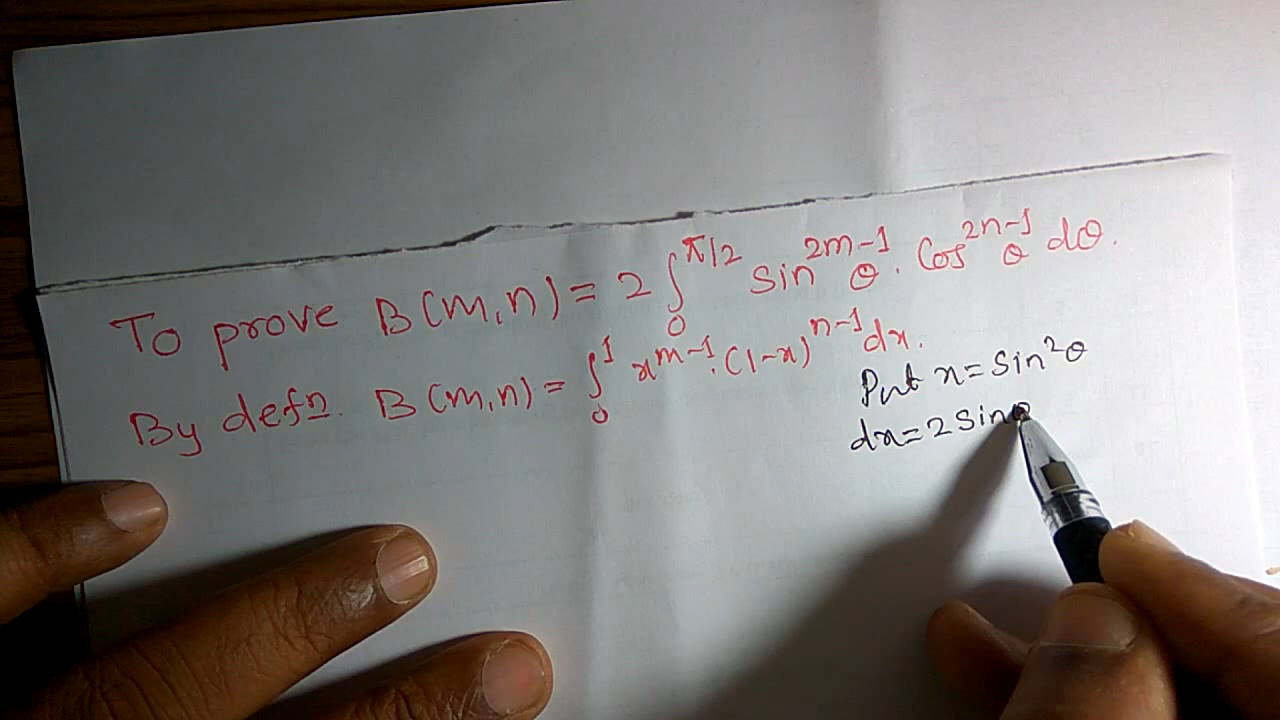 To prove B(m,n) = 2 ∫₀^{π/2} sin^{2m-1} θ . Cos^{2n-1} θ dθ.
By defn. B(m,n) = ∫₀^1 x^{m-1} . (1-x)^{n-1} dx.
Put x = Sin²θ
dx = 2 Sinθ